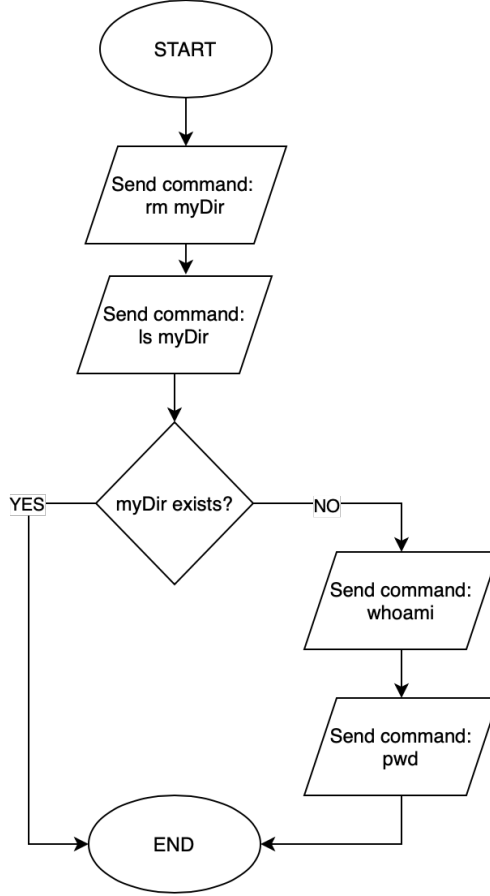 START
Send command:
rm myDir
Send command:
ls myDir
myDir exists?
YES
NO
Send command:
whoami
Send command:
pwd
END